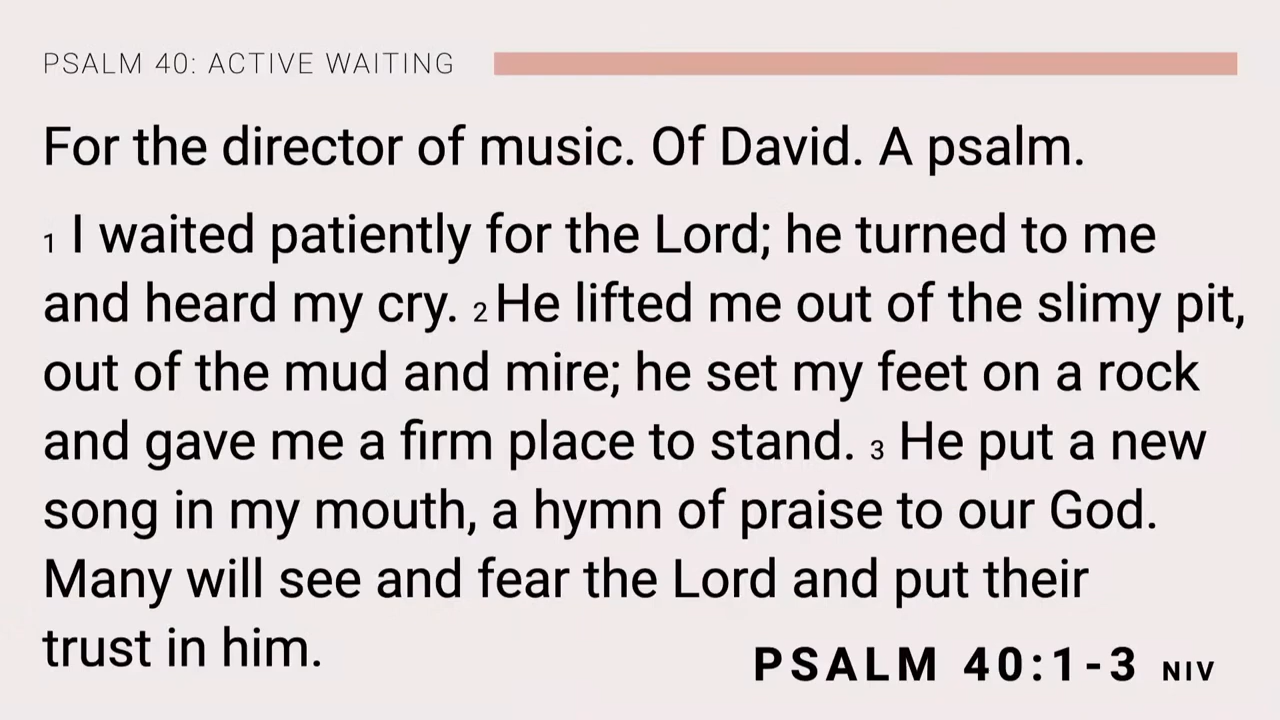 PSALM 40: ACTIVE WAITING
For the director of music. Of David. A psalm.
1 I waited patiently for the Lord; he turned to me
and heard my cry. 2 He lifted me out of the slimy pit,
out of the mud and mire; he set my feet on a rock
and gave me a firm place to stand. 3 He put a new
song in my mouth, a hymn of praise to our God.
Many will see and fear the Lord and put their
trust in him.
PSALM 40:1-3 NIV